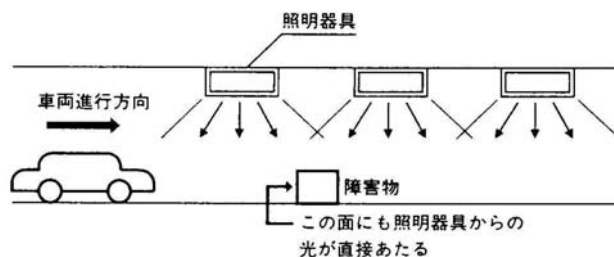 照明器具
車両進行方向
障害物
この面にも照明器具からの
光が直接あたる